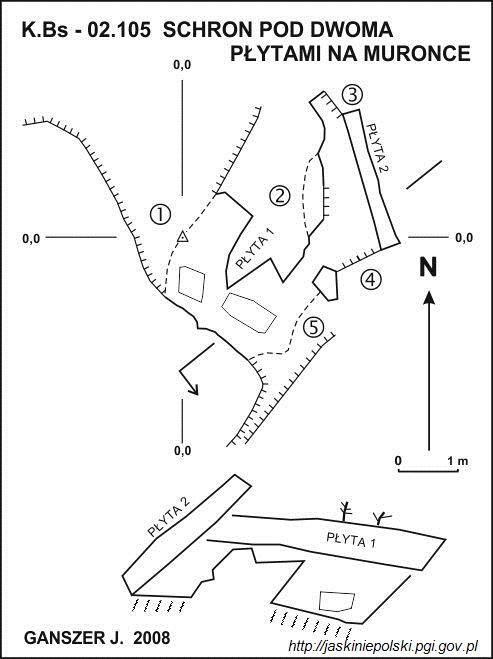 K.Bs - 02.105 SCHRON POD DWOMA
PŁYTAMI NA MURONCE
0,0
③
PŁYTA 2
②
①
0,0
PŁYTA 1
0,0
④
N
⑤
0,0
0
1 m
PŁYTA 2
PŁYTA 1
GANSZER J. 2008
http://jaskiniepolski.pgi.gov.pl